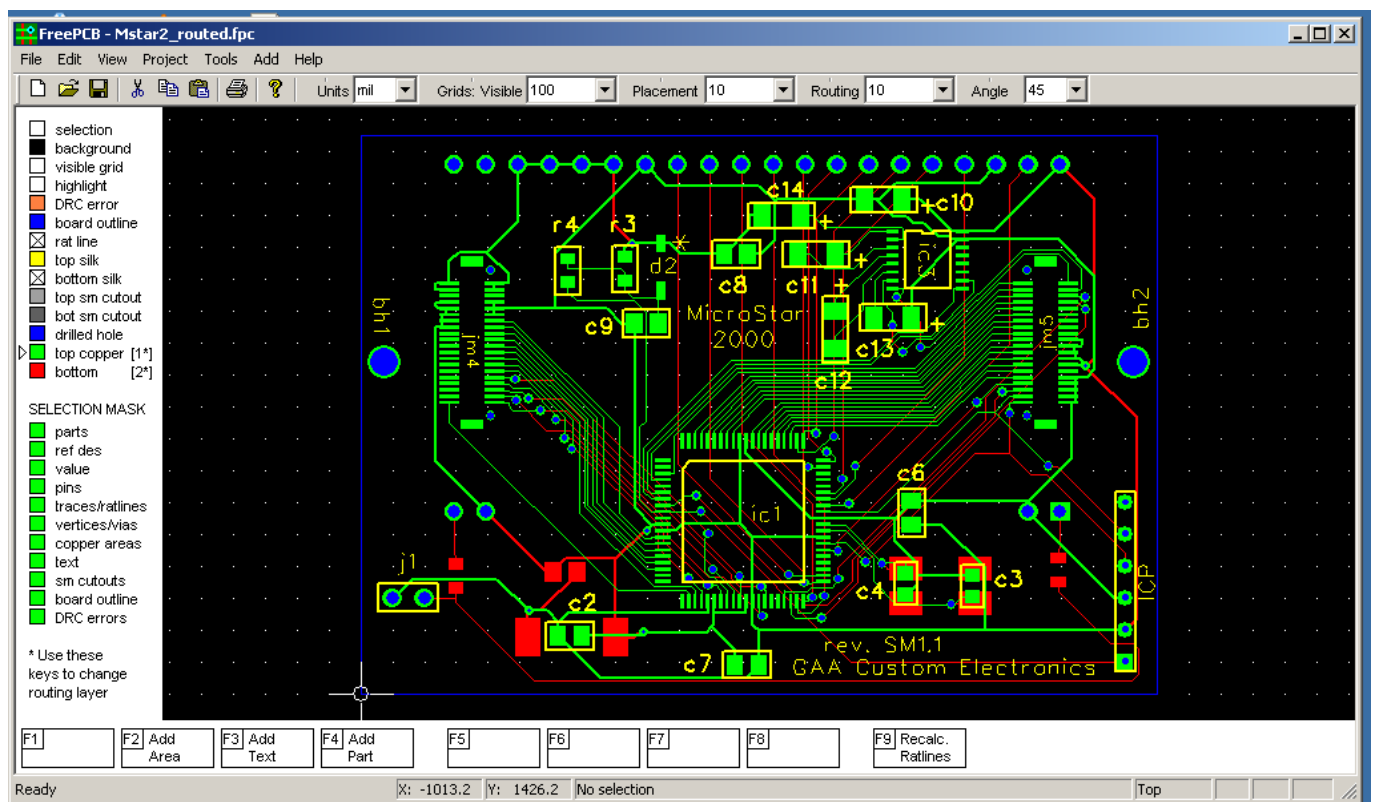 FreePCB - Mstar2_routed.fpc
File Edit View Project Tools Add Help
Units mil Grids: Visible 100 Placement 10 Routing 10 Angle 45
selection
background
visible grid
highlight
DRC error
board outline
rat line
top silk
bottom silk
top sm cutout
bot sm cutout
drilled hole
top copper [1*]
bottom [2*]
SELECTION MASK
parts
ref des
value
pins
traces/ratlines
vertices/vias
copper areas
text
sm cutouts
board outline
DRC errors
* Use these
keys to change
routing layer
c14
+c10
r4 r3
+
* d2
c8 c11 + +
ic3
bh1
bh2
jm4
jm5
c9
MicroStar
2000
c13 +
c12
c6
ic1
j1
c2
c4 c3
ICP
c7
rev. SM1.1
GAA Custom Electronics
F1 F2 Add Area F3 Add Text F4 Add Part F5 F6 F7 F8 F9 Recalc. Ratlines
Ready X: -1013.2 Y: 1426.2 No selection Top